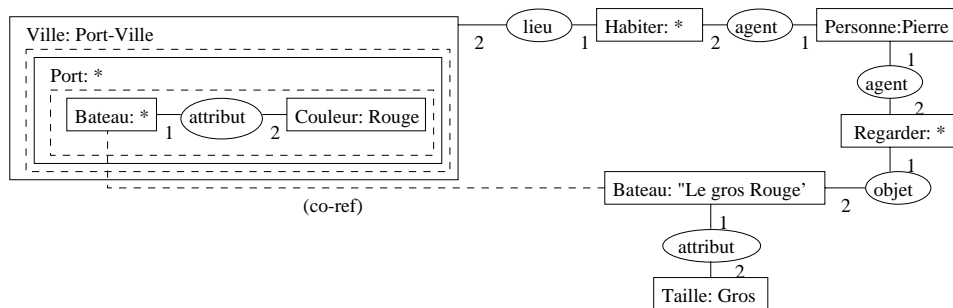 Ville: Port-Ville
2
lieu
1
Habiter: *
2
agent
1
Personne:Pierre
Port: *
1
agent
2
Bateau: *
1
attribut
2
Couleur: Rouge
Regarder: *
1
(co-ref)
Bateau: "Le gros Rouge’
2
objet
1
attribut
2
Taille: Gros